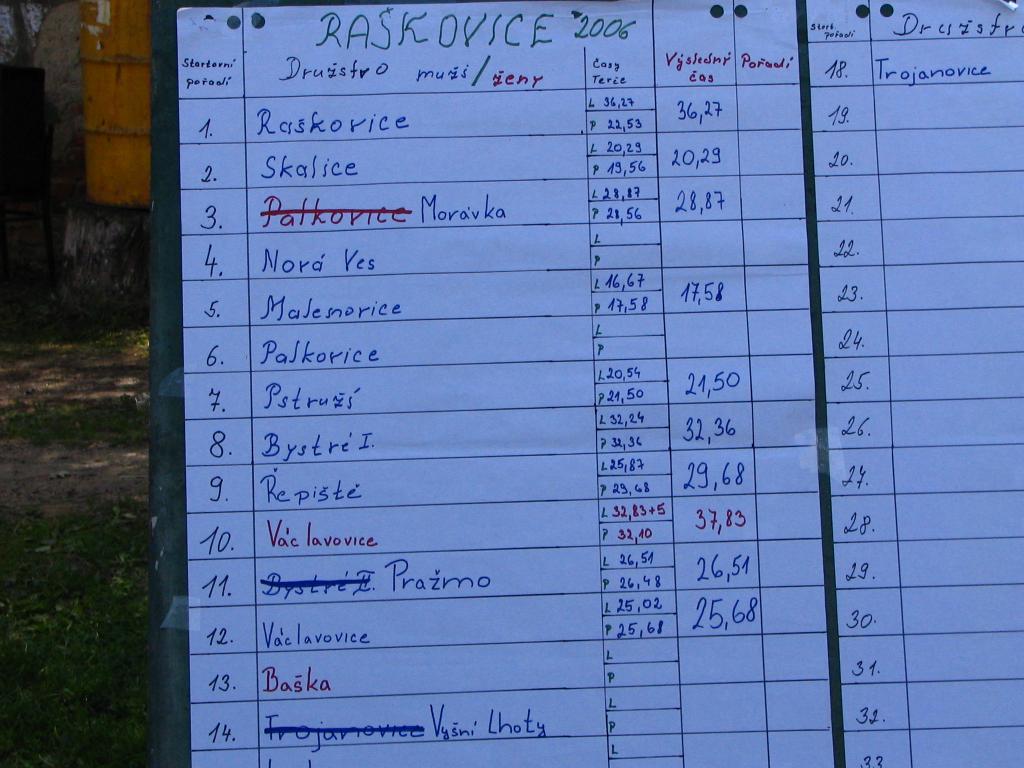 RAŠKOVICE 2006
Startovní pořadí Družstvo muži / ženy Časy Terče Výsledný čas Pořadí
1. Raškovice L 36,27 P 22,53 36,27
2. Skalice L 20,29 P 19,56 20,29
3. Palkovice Morávka L 28,87 P 28,56 28,87
4. Nová Ves L P
5. Malenovice L 16,67 P 17,58 17,58
6. Palkovice L P
7. Pstruží L 20,54 P 21,50 21,50
8. Bystré I. L 32,24 P 32,36 32,36
9. Řepiště L 25,87 P 29,68 29,68
10. Václavovice L 32,83+5 P 32,10 37,83
11. Bystré II. Pražmo L 26,51 P 26,48 26,51
12. Václavovice L 25,02 P 25,68 25,68
13. Baška L P
14. Trojanovice Vyšní Lhoty L P
L
Start. pořadí Družstvo
18. Trojanovice
19.
20.
21.
22.
23.
24.
25.
26.
27.
28.
29.
30.
31.
32.
33